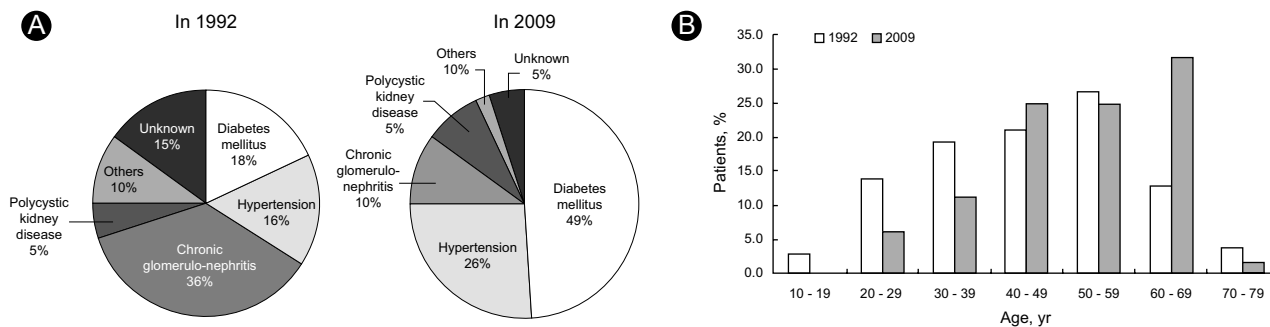 A
In 1992
Diabetes
mellitus
18%
Hypertension
16%
Chronic
glomerulo-nephritis
36%
Polycystic
kidney
disease
5%
Others
10%
Unknown
15%
In 2009
Diabetes
mellitus
49%
Hypertension
26%
Chronic
glomerulo-
nephritis
10%
Polycystic
kidney
disease
5%
Others
10%
Unknown
5%
B
1992 2009
Patients, %
35.0
30.0
25.0
20.0
15.0
10.0
5.0
0.0
10 - 19 20 - 29 30 - 39 40 - 49 50 - 59 60 - 69 70 - 79
Age, yr